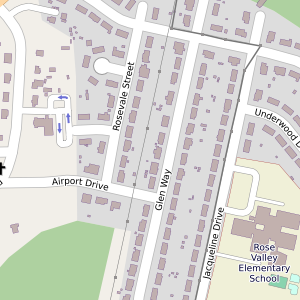 Rosevale Street
Underwood D
Airport Drive
Glen Way
Jacqueline Drive
Rose
Valley
Elementary
School